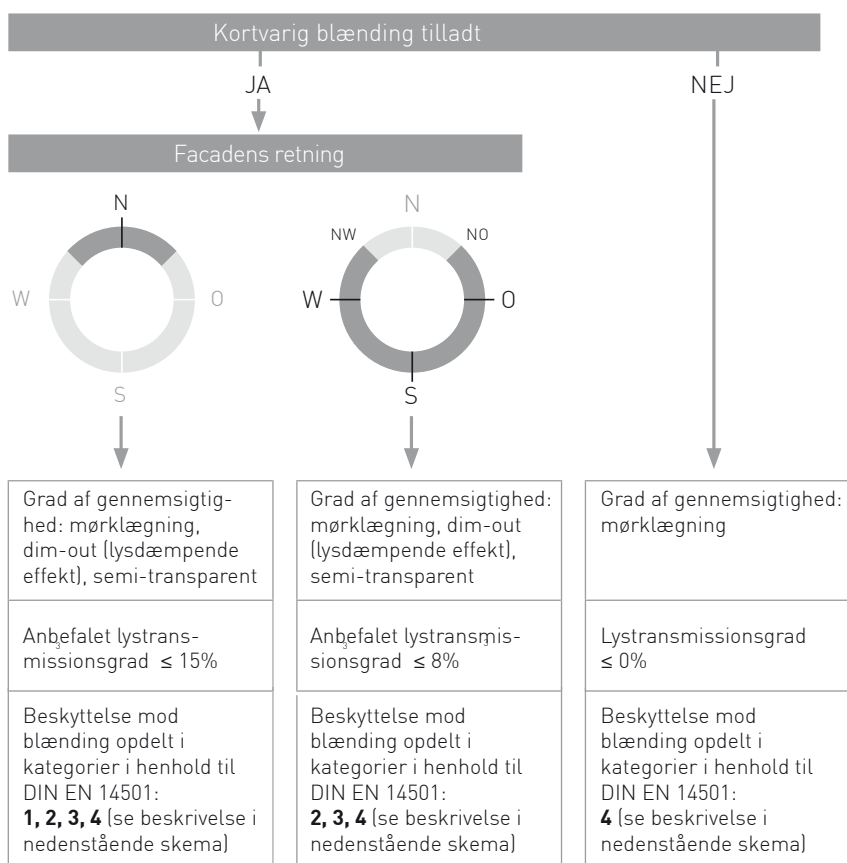 Kortvarig blænding tilladt
JA
NEJ
Facadens retning
N
W
O
S
N
NW
NO
W
O
S
Grad af gennemsigtig-
hed: mørklægning,
dim-out (lysdæmpende
effekt), semi-transparent
Anbefalet lystrans-
missionsgrad ≤ 15%
Beskyttelse mod
blænding opdelt i
kategorier i henhold til
DIN EN 14501:
1, 2, 3, 4 (se beskrivelse i
nedenstående skema)
Grad af gennemsigtighed:
mørklægning, dim-out
(lysdæmpende effekt),
semi-transparent
Anbefalet lystransmis-
sionsgrad ≤ 8%
Beskyttelse mod
blænding opdelt i
kategorier i henhold til
DIN EN 14501:
2, 3, 4 (se beskrivelse i
nedenstående skema)
Grad af gennemsigtighed:
mørklægning
Lystransmissionsgrad
≤ 0%
Beskyttelse mod
blænding opdelt i
kategorier i henhold til
DIN EN 14501:
4 (se beskrivelse i
nedenstående skema)